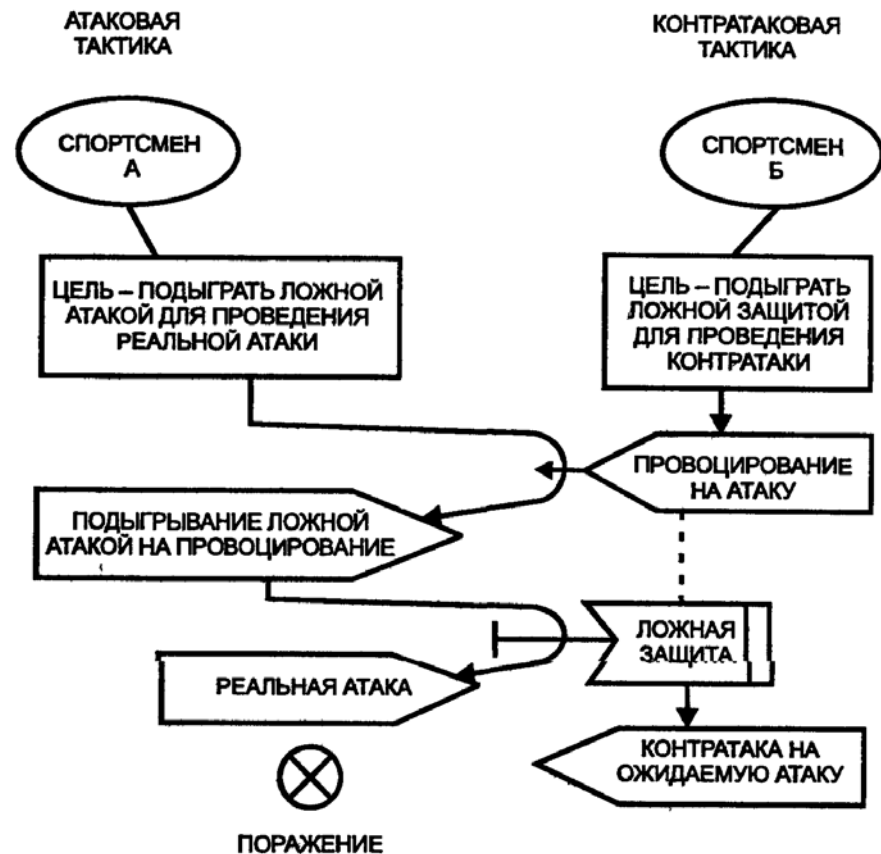 АТАКОВАЯ
ТАКТИКА
КОНТРАТАКОВАЯ
ТАКТИКА
СПОРТСМЕН
А
СПОРТСМЕН
Б
ЦЕЛЬ – ПОДЫГРАТЬ ЛОЖНОЙ
АТАКОЙ ДЛЯ ПРОВЕДЕНИЯ
РЕАЛЬНОЙ АТАКИ
ЦЕЛЬ – ПОДЫГРАТЬ
ЛОЖНОЙ ЗАЩИТОЙ
ДЛЯ ПРОВЕДЕНИЯ
КОНТРАТАКИ
ПРОВОЦИРОВАНИЕ
НА АТАКУ
ПОДЫГРЫВАНИЕ ЛОЖНОЙ
АТАКОЙ НА ПРОВОЦИРОВАНИЕ
ЛОЖНАЯ
ЗАЩИТА
РЕАЛЬНАЯ АТАКА
КОНТРАТАКА НА
ОЖИДАЕМУЮ АТАКУ
ПОРАЖЕНИЕ